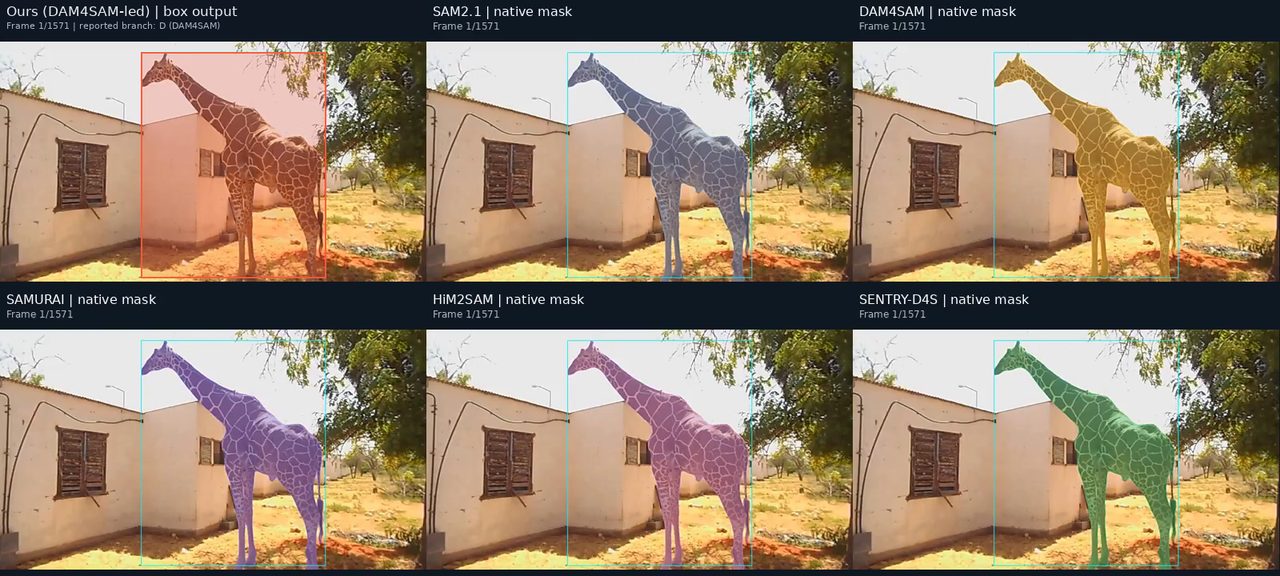 Ours (DAM4SAM-led) | box output
Frame 1/1571 | reported branch: D (DAM4SAM)
SAM2.1 | native mask
Frame 1/1571
DAM4SAM | native mask
Frame 1/1571
SAMURAI | native mask
Frame 1/1571
HiM2SAM | native mask
Frame 1/1571
SENTRY-D4S | native mask
Frame 1/1571